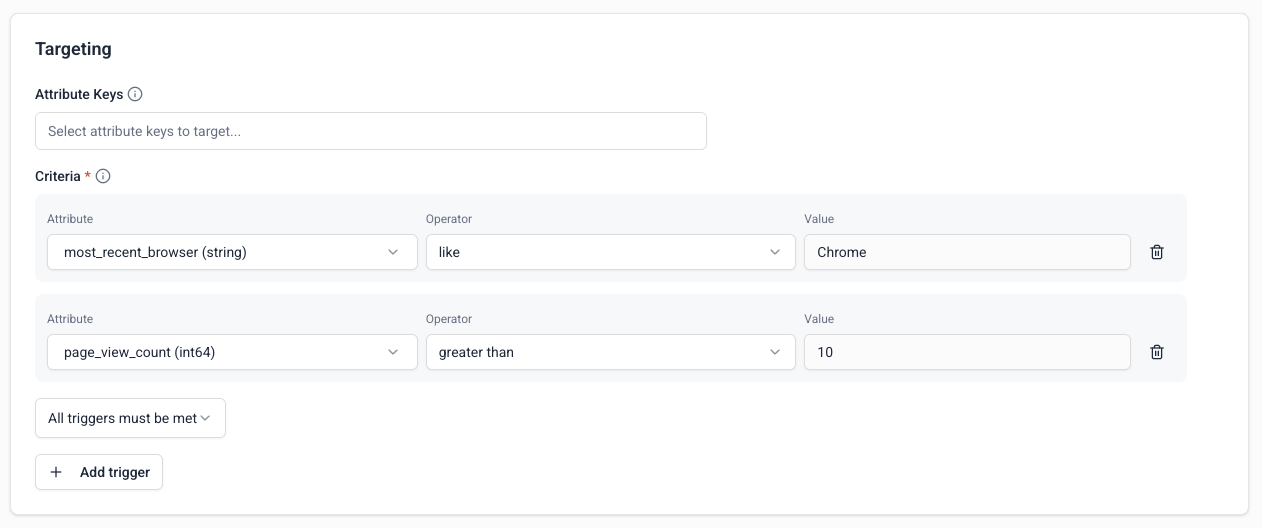 Targeting
Attribute Keys
Select attribute keys to target...
Criteria *
Attribute Operator Value
most_recent_browser (string) like Chrome
Attribute Operator Value
page_view_count (int64) greater than 10
All triggers must be met
+ Add trigger